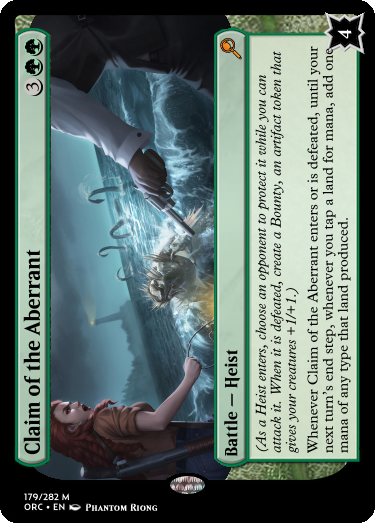 Claim of the Aberrant
3
Battle — Heist
(As a Heist enters, choose an opponent to protect it while you can
attack it. When it is defeated, create a Bounty, an artifact token that
gives your creatures +1/+1.)
Whenever Claim of the Aberrant enters or is defeated, until your
next turn's end step, whenever you tap a land for mana, add one
mana of any type that land produced.
4
179/282 M
ORC • EN Phantom Riong